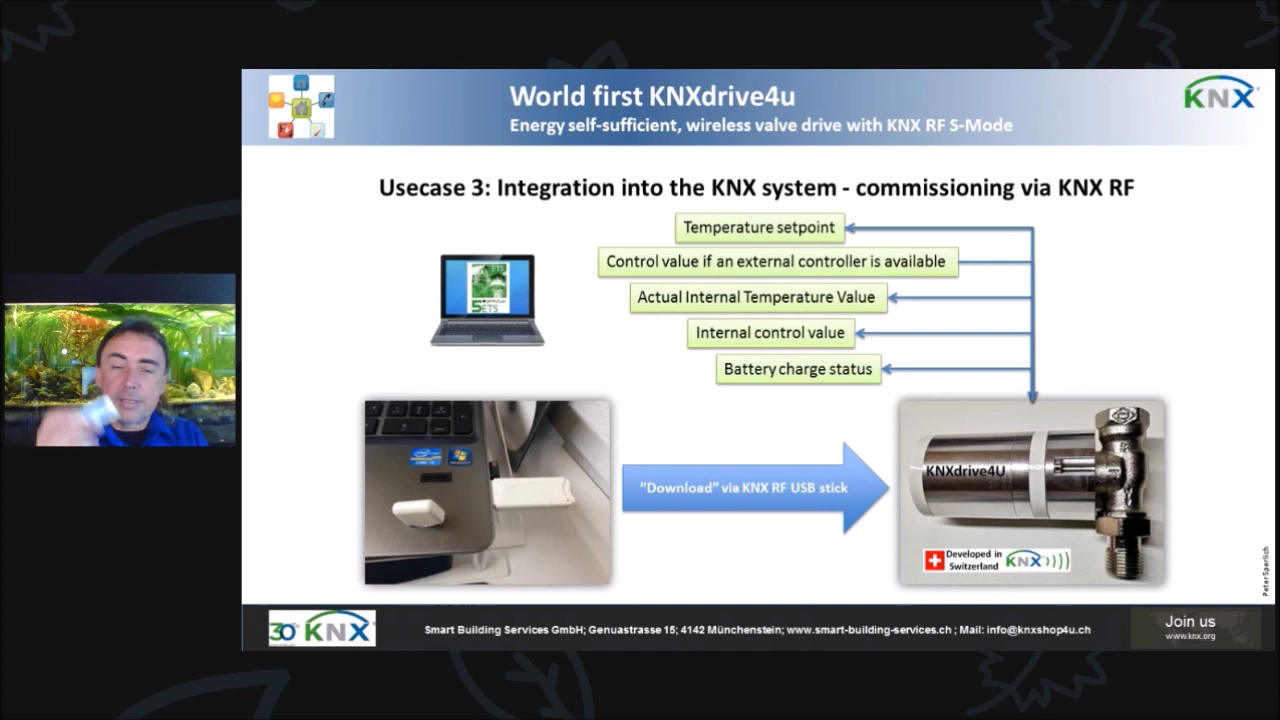 World first KNXdrive4u
Energy self-sufficient, wireless valve drive with KNX RF S-Mode
KNX
Usecase 3: Integration into the KNX system - commissioning via KNX RF
Temperature setpoint
Control value if an external controller is available
Actual Internal Temperature Value
Internal control value
Battery charge status
ETS
5 ETS
"Download" via KNX RF USB stick
KNXdrive4U
Developed in
Switzerland
KNX
Peter Sperlich
30 KNX
Smart Building Services GmbH; Genuastrasse 15; 4142 Münchenstein; www.smart-building-services.ch ; Mail: info@knxshop4u.ch
Join us
www.knx.org